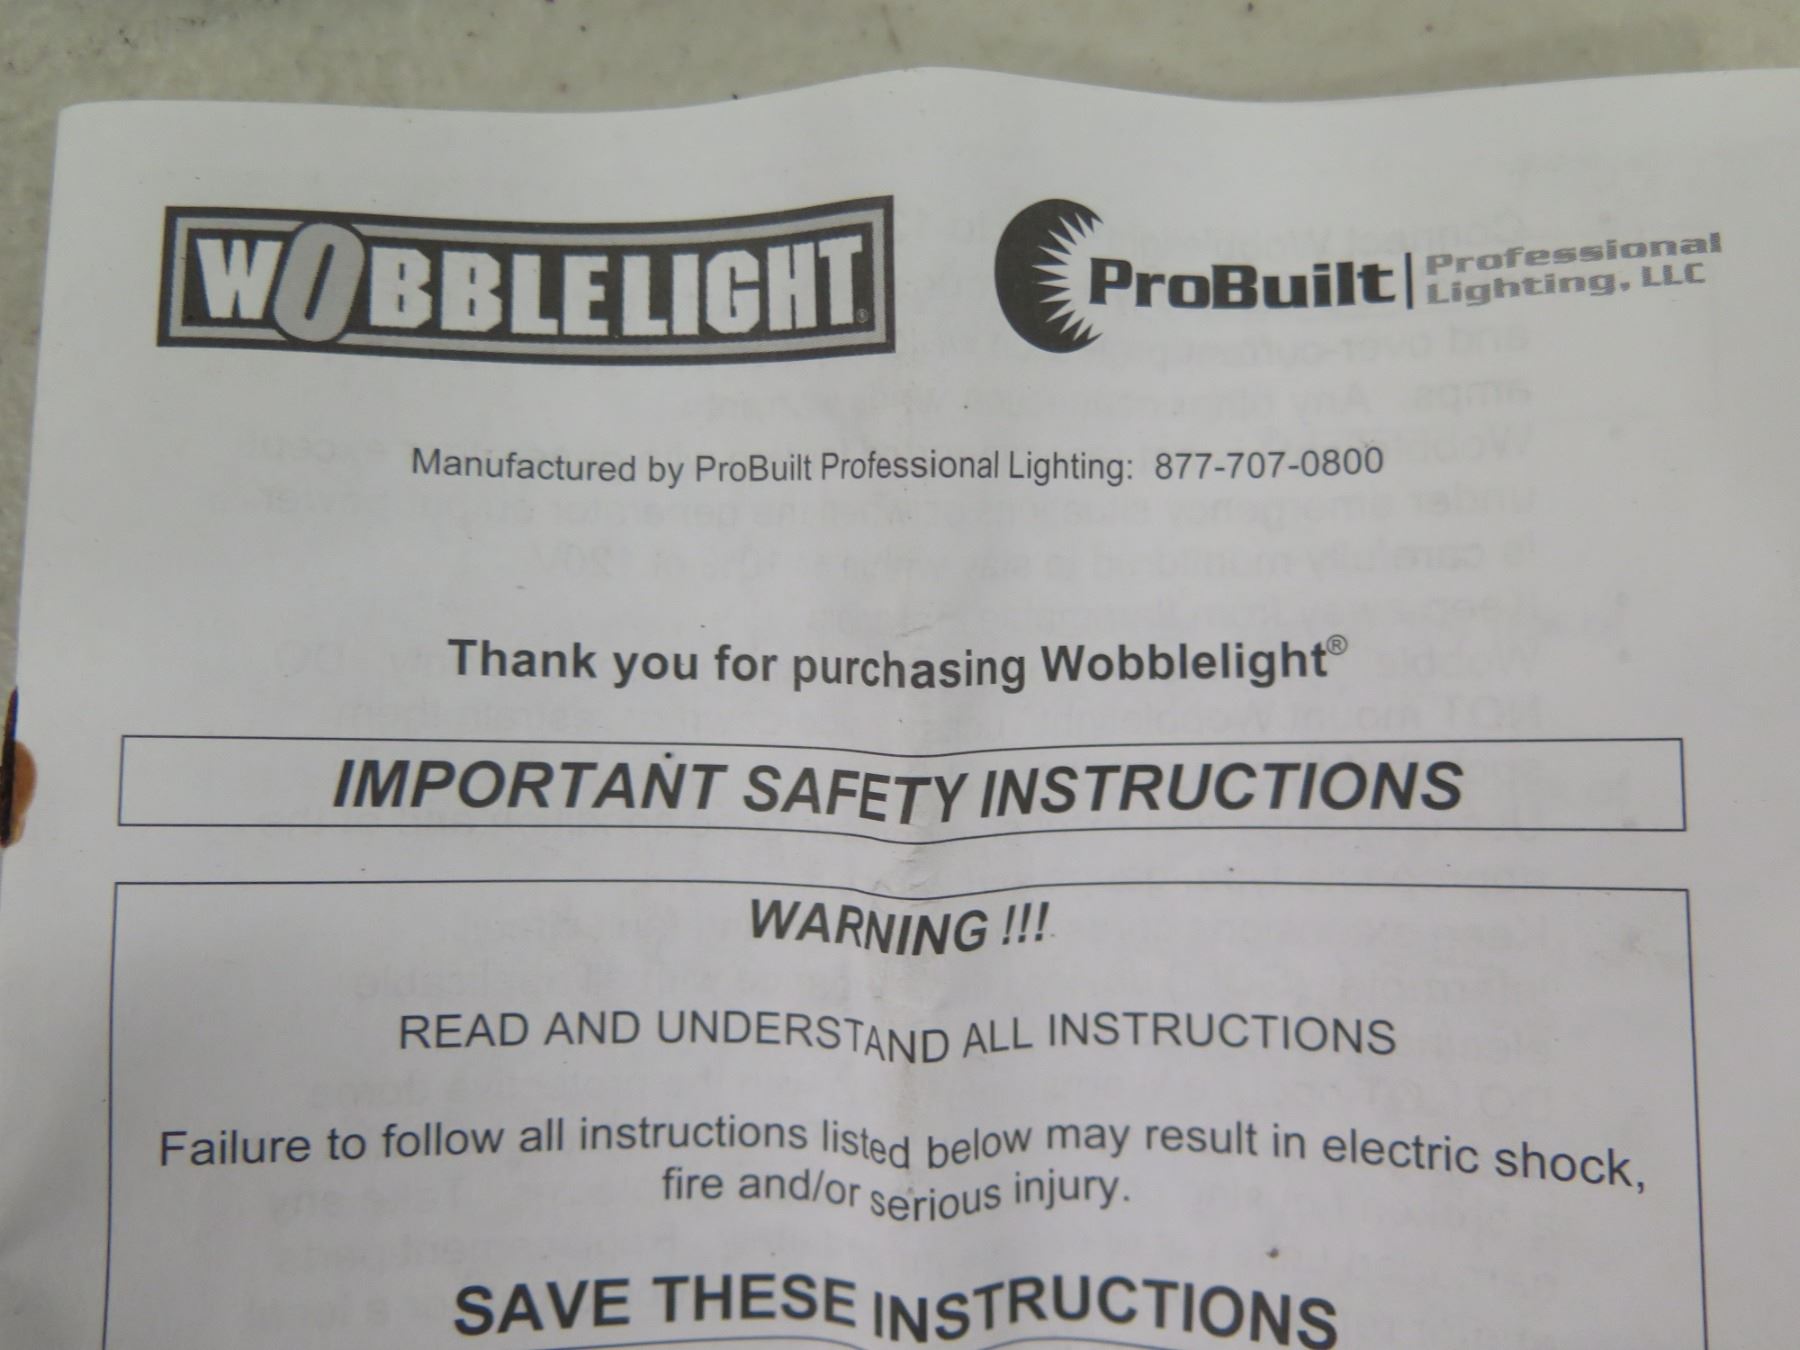 WOBBLELIGHT®
ProBuilt | Professional Lighting, LLC
Manufactured by ProBuilt Professional Lighting: 877-707-0800
Thank you for purchasing Wobblelight®
IMPORTANT SAFETY INSTRUCTIONS
WARNING !!!
READ AND UNDERSTAND ALL INSTRUCTIONS
Failure to follow all instructions listed below may result in electric shock,
fire and/or serious injury.
SAVE THESE INSTRUCTIONS